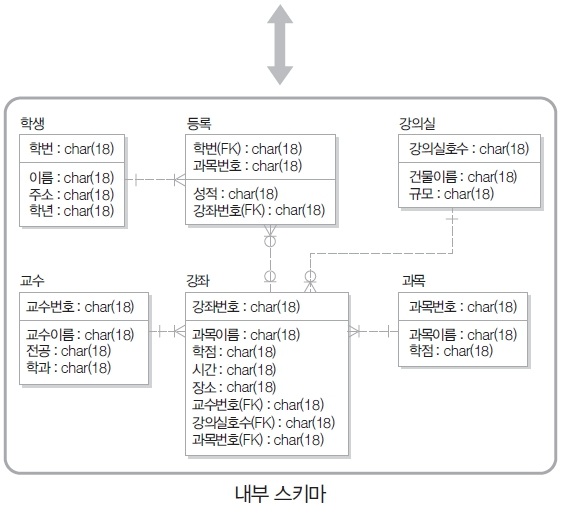 학생
학번 : char(18)
이름 : char(18)
주소 : char(18)
학년 : char(18)
등록
학번(FK) : char(18)
과목번호 : char(18)
성적 : char(18)
강좌번호(FK) : char(18)
강의실
강의실호수 : char(18)
건물이름 : char(18)
규모 : char(18)
교수
교수번호 : char(18)
교수이름 : char(18)
전공 : char(18)
학과 : char(18)
강좌
강좌번호 : char(18)
과목이름 : char(18)
학점 : char(18)
시간 : char(18)
장소 : char(18)
교수번호(FK) : char(18)
강의실호수(FK) : char(18)
과목번호(FK) : char(18)
과목
과목번호 : char(18)
과목이름 : char(18)
학점 : char(18)
내부 스키마